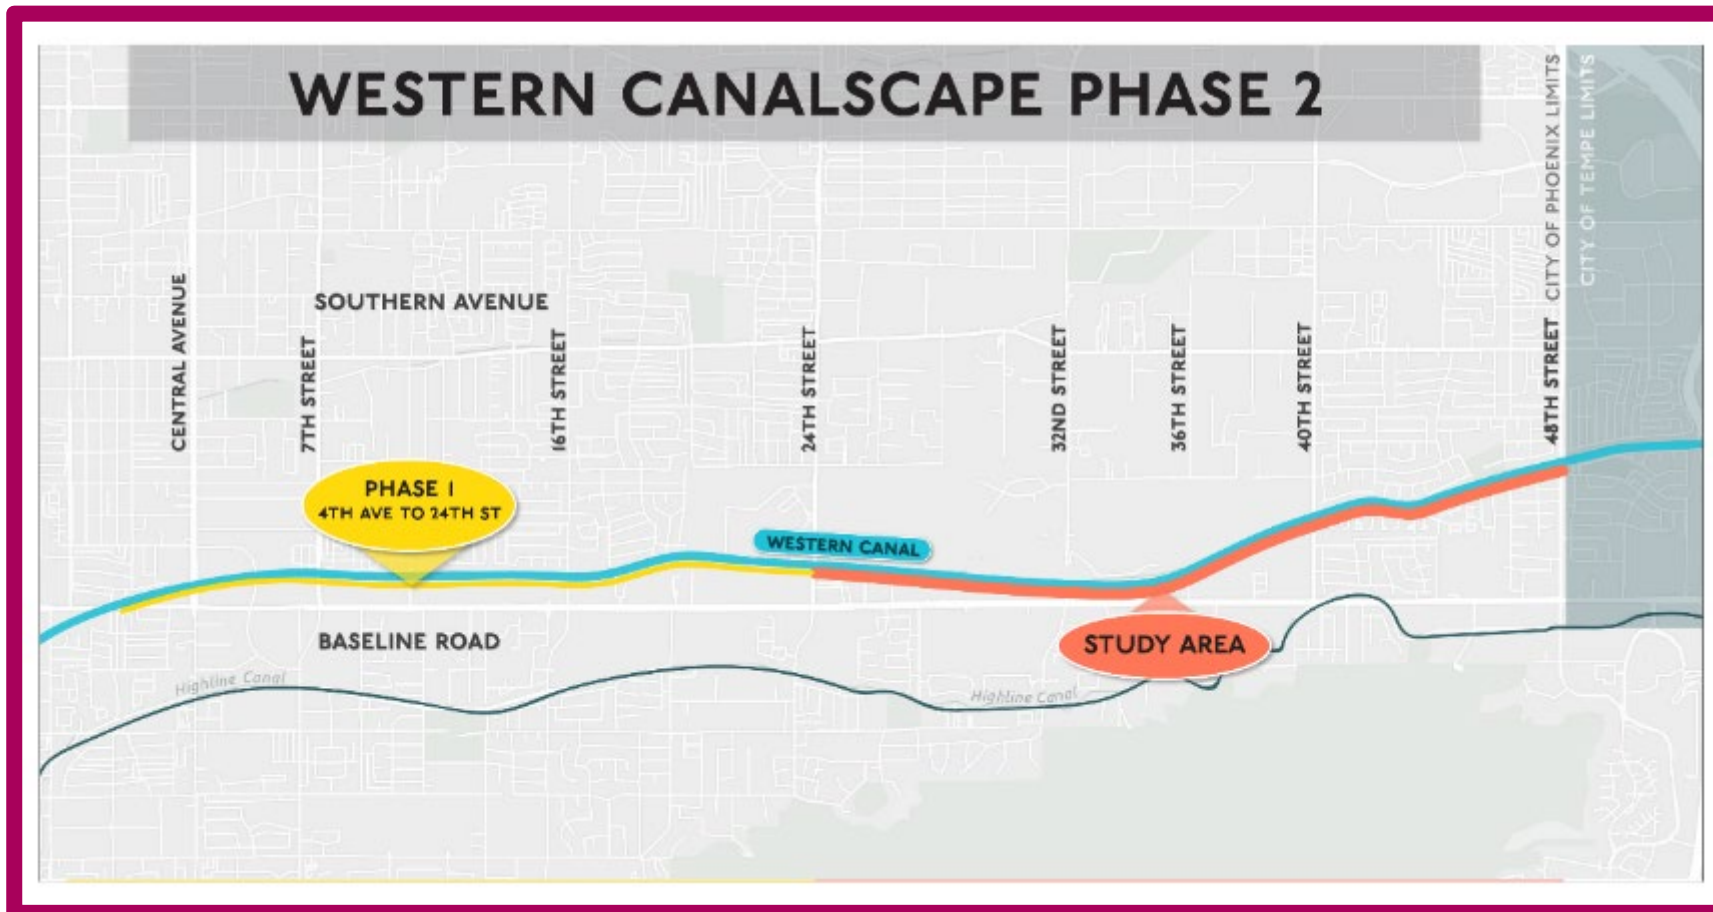 WESTERN CANALSCAPE PHASE 2
CITY OF PHOENIX LIMITS
CITY OF TEMPE LIMITS
CENTRAL AVENUE
SOUTHERN AVENUE
7TH STREET
16TH STREET
24TH STREET
32ND STREET
36TH STREET
40TH STREET
48TH STREET
PHASE 1
4TH AVE TO 24TH ST
WESTERN CANAL
BASELINE ROAD
STUDY AREA
Highline Canal
Highline Canal